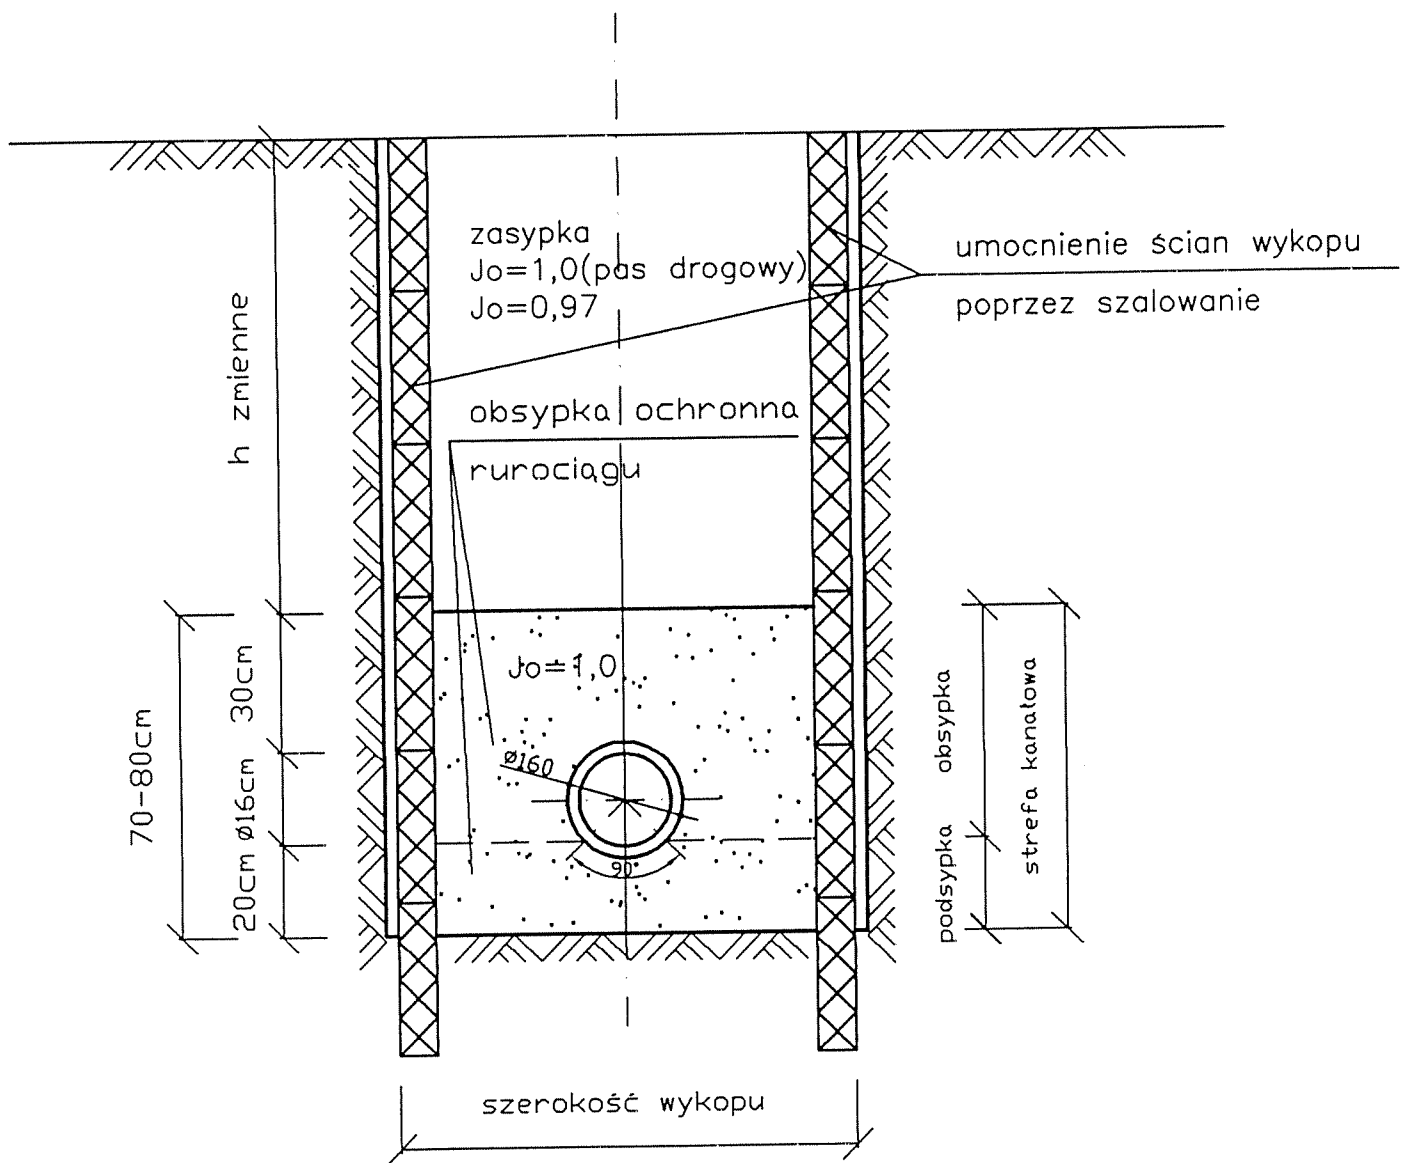 zasypka
Jo=1,0(pas drogowy)
Jo=0,97
umocnienie ścian wykopu
poprzez szalowanie
h zmienne
obsypka ochronna
rurociągu
Jo=1,0
ø160
90°
70-80cm
30cm
ø16cm
20cm
obsypka
podsypka
strefa kanałowa
szerokość wykopu